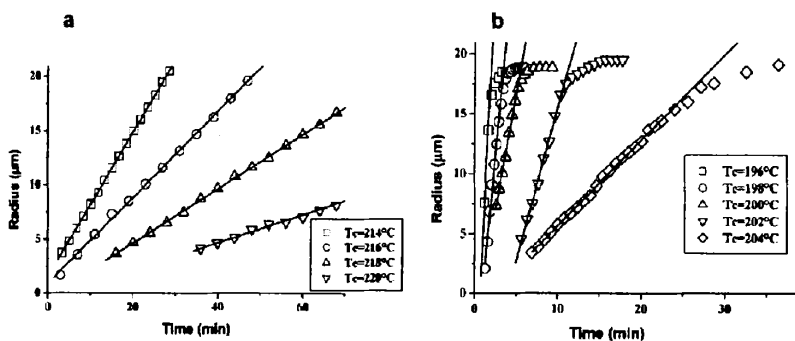 a
Radius (μm)
20
15
10
5
0
0 20 40 60
Time (min)
Tc=214°C
Tc=216°C
Tc=218°C
Tc=220°C
b
Radius (μm)
20
15
10
5
0
0 10 20 30
Time (min)
Tc=196°C
Tc=198°C
Tc=200°C
Tc=202°C
Tc=204°C